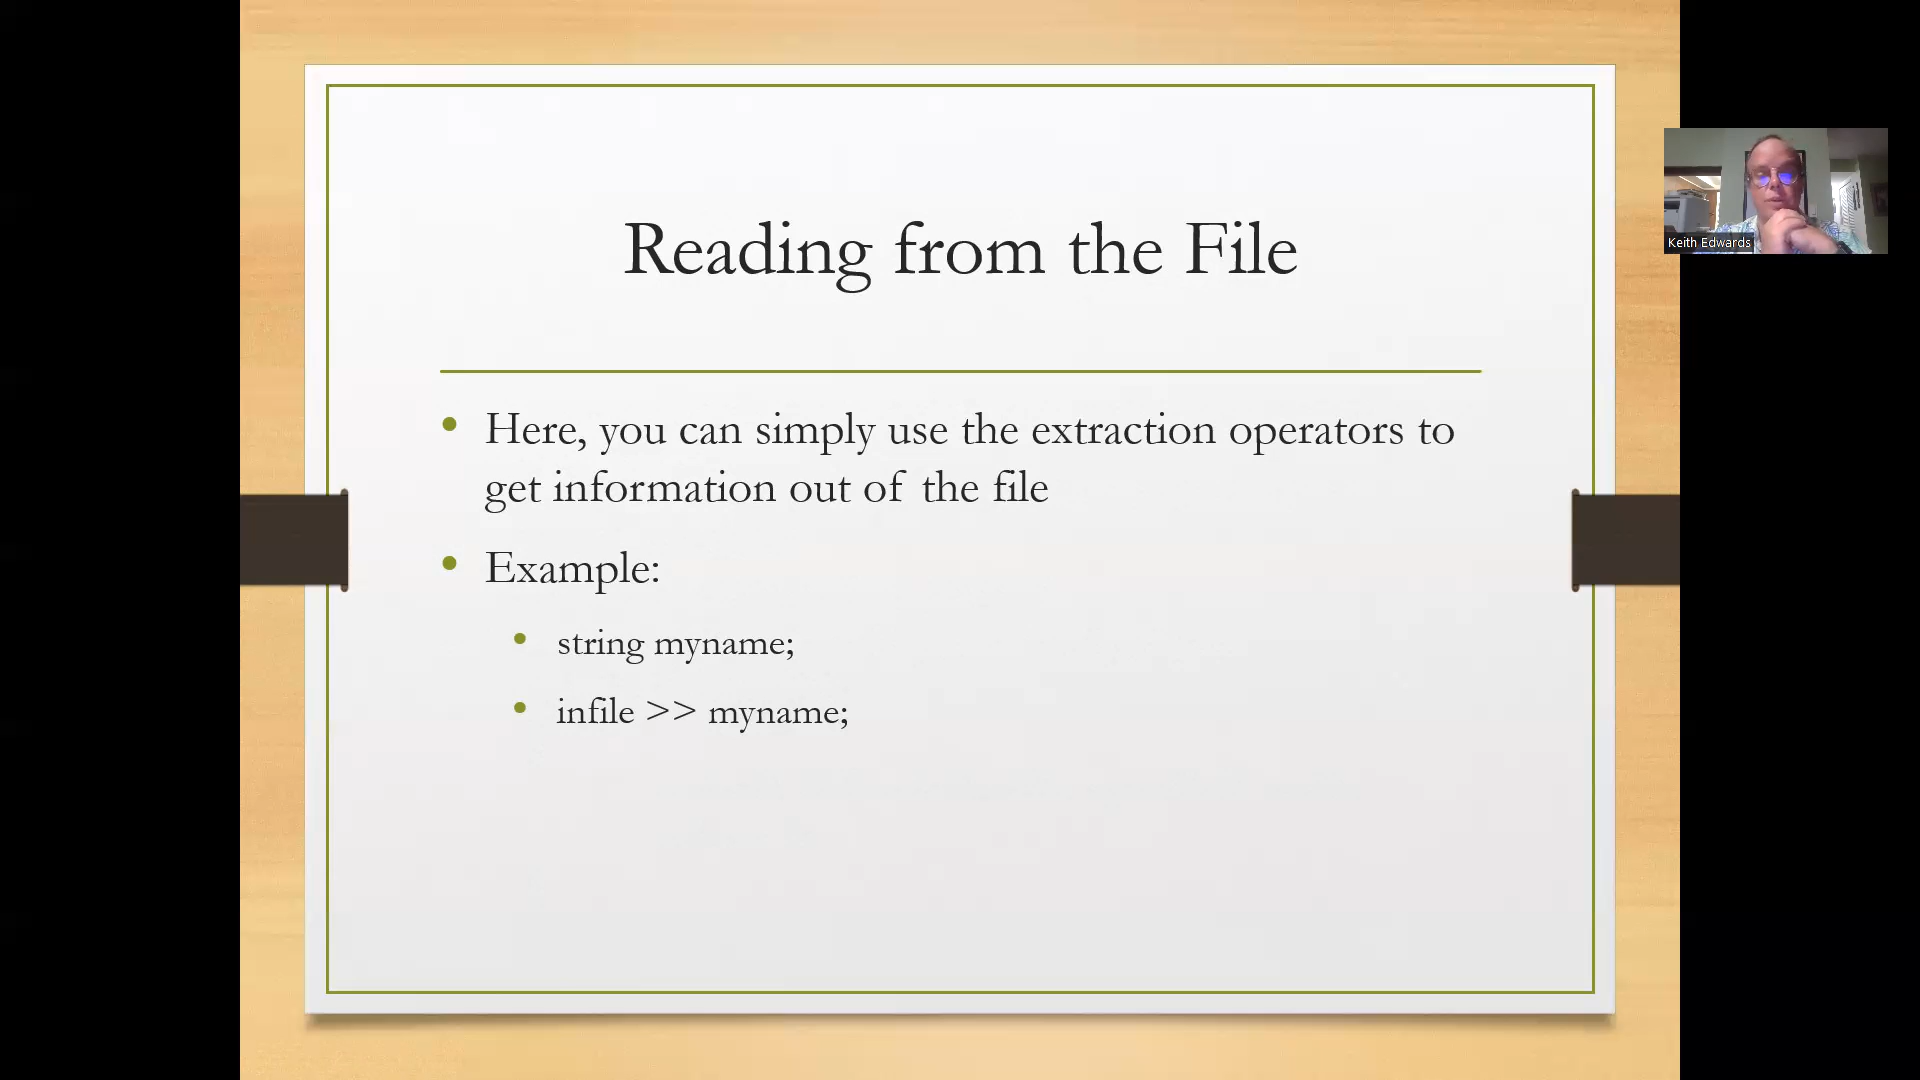 Reading from the File
Here, you can simply use the extraction operators to
get information out of the file
Example:
string myname;
infile >> myname;
Keith Edwards